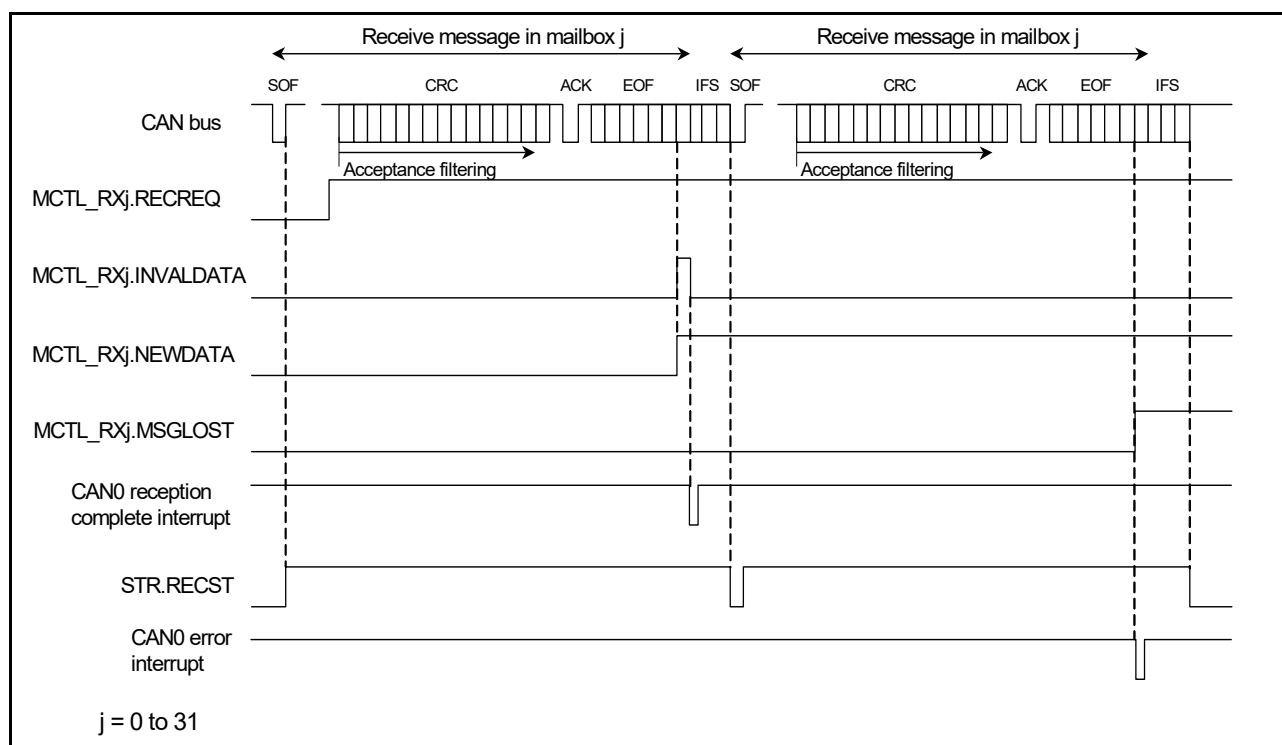 Receive message in mailbox j Receive message in mailbox j
SOF CRC ACK EOF IFS SOF CRC ACK EOF IFS
CAN bus
Acceptance filtering Acceptance filtering
MCTL_RXj.RECREQ
MCTL_RXj.INVALDATA
MCTL_RXj.NEWDATA
MCTL_RXj.MSGLOST
CAN0 reception
complete interrupt
STR.RECST
CAN0 error
interrupt
j = 0 to 31